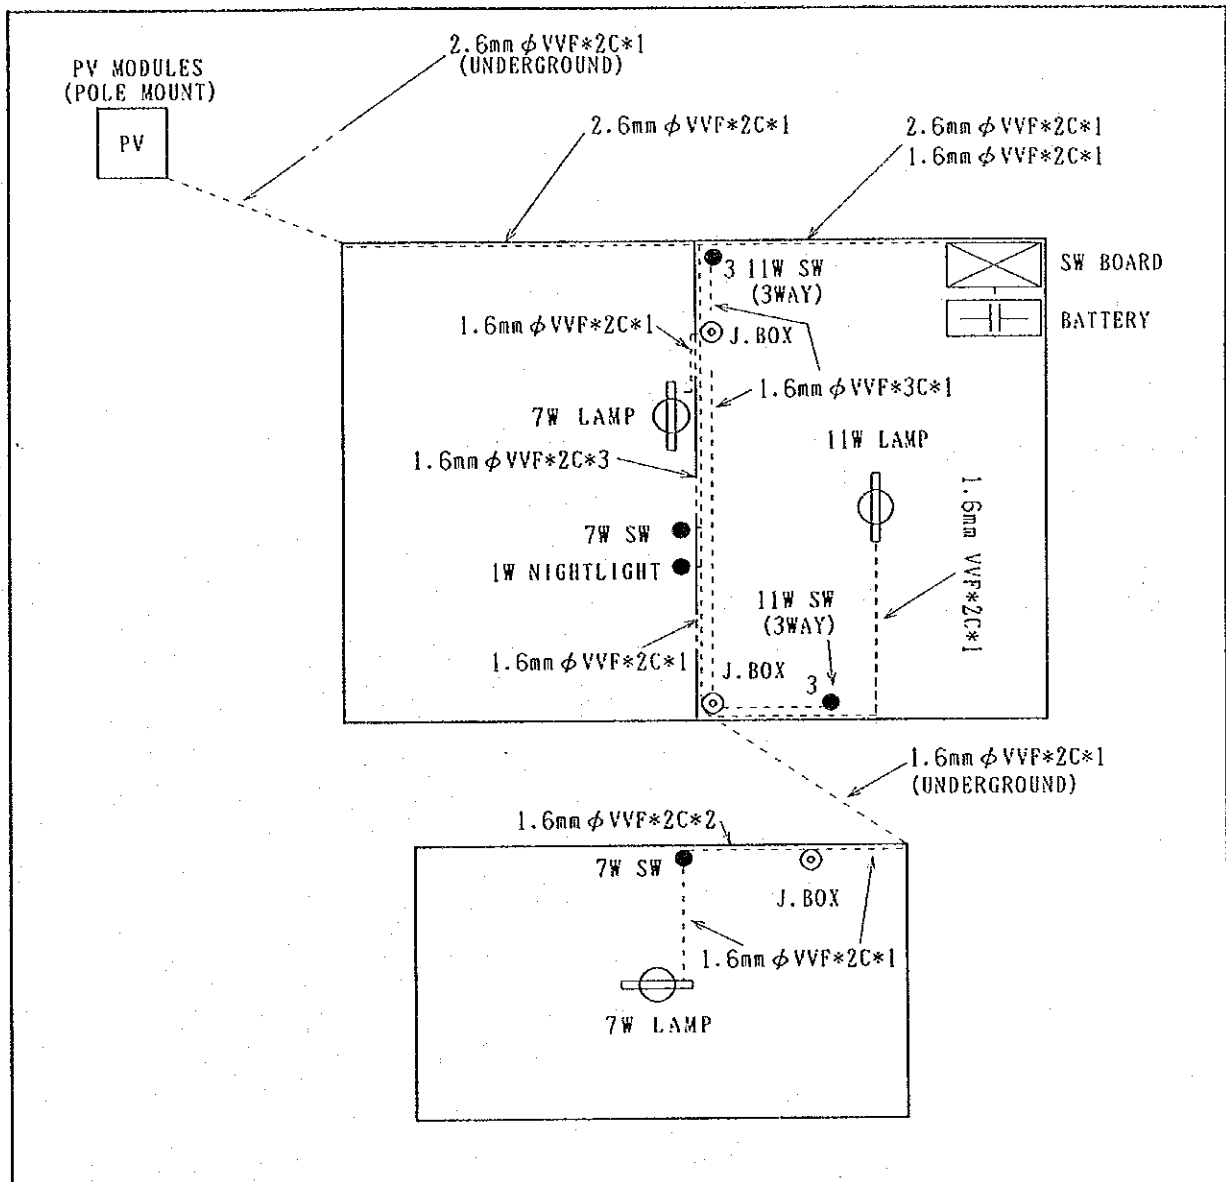 2.6mm φ VVF*2C*1
(UNDERGROUND)
PV MODULES
(POLE MOUNT)
PV
2.6mm φ VVF*2C*1
2.6mm φ VVF*2C*1
1.6mm φ VVF*2C*1
3 11W SW
(3WAY)
SW BOARD
BATTERY
1.6mm φ VVF*2C*1
J.BOX
1.6mm φ VVF*3C*1
7W LAMP
11W LAMP
1.6mm φ VVF*2C*3
1.6mm VVF*2C*1
7W SW
1W NIGHTLIGHT
11W SW
(3WAY)
1.6mm φ VVF*2C*1
J.BOX
3
1.6mm φ VVF*2C*1
(UNDERGROUND)
1.6mm φ VVF*2C*2
7W SW
J.BOX
1.6mm φ VVF*2C*1
7W LAMP